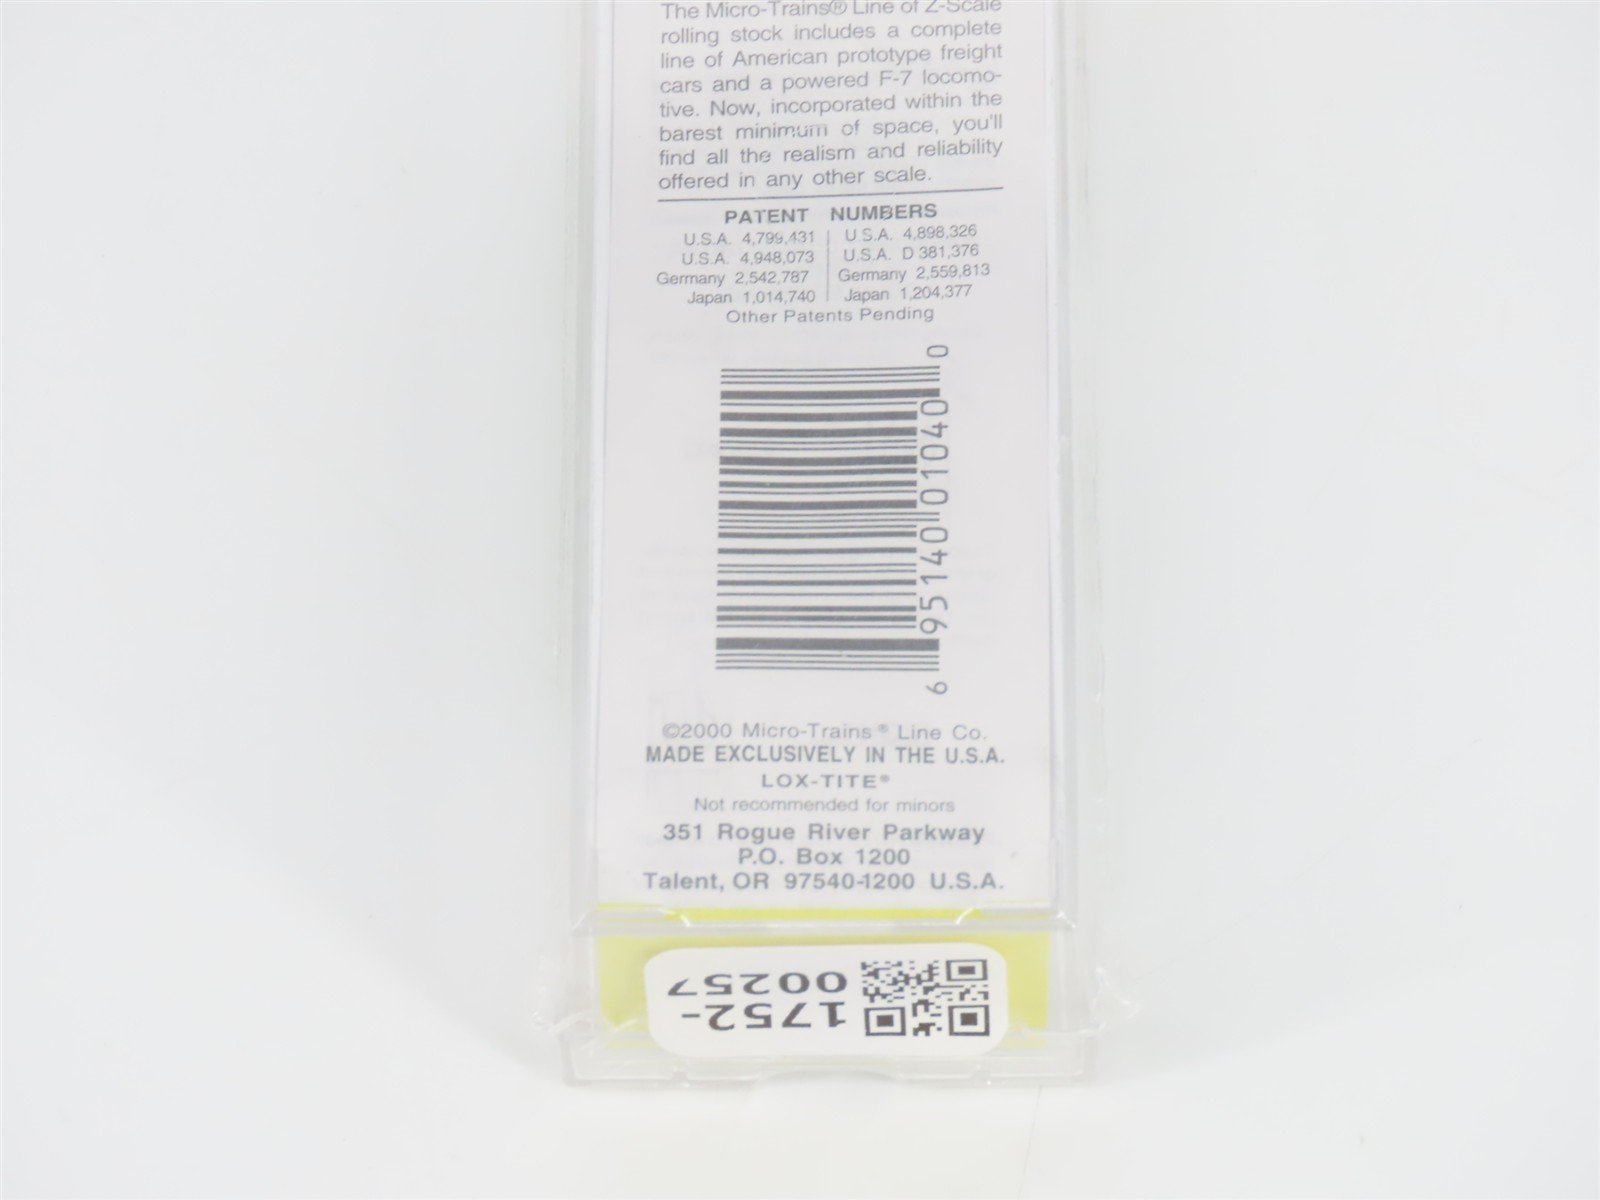 The Micro-Trains® Line of Z-Scale
rolling stock includes a complete
line of American prototype freight
cars and a powered F-7 locomo-
tive. Now, incorporated within the
barest minimum of space, you'll
find all the realism and reliability
offered in any other scale.
PATENT NUMBERS
U.S.A. 4,799,431 | U.S.A. 4,898,326
U.S.A. 4,948,073 | U.S.A. D 381,376
Germany 2,542,787 | Germany 2,559,813
Japan 1,014,740 | Japan 1,204,377
Other Patents Pending
6 95140 01040 0
©2000 Micro-Trains® Line Co.
MADE EXCLUSIVELY IN THE U.S.A.
LOX-TITE®
Not recommended for minors
351 Rogue River Parkway
P.O. Box 1200
Talent, OR 97540-1200 U.S.A.
1752-
00257